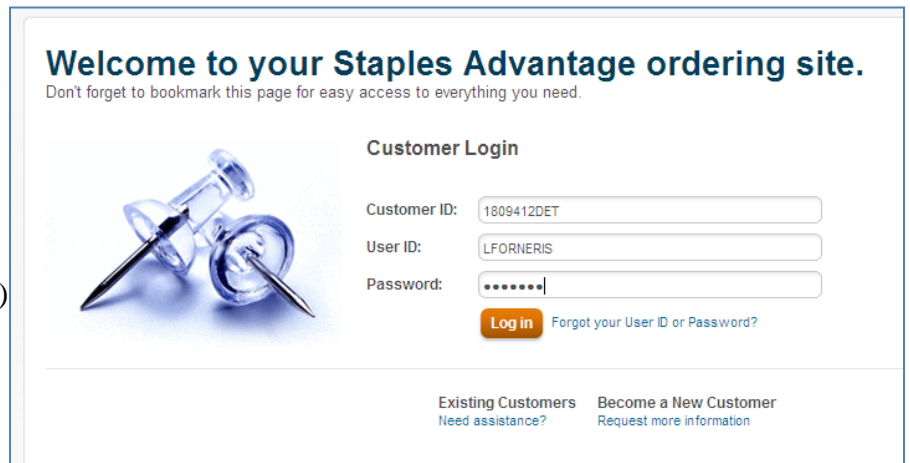 Welcome to your Staples Advantage ordering site.
Don't forget to bookmark this page for easy access to everything you need.
Customer Login
Customer ID: 1809412DET
User ID: LFORNERIS
Password: •••••••
)
Log in Forgot your User ID or Password?
Existing Customers Become a New Customer
Need assistance? Request more information